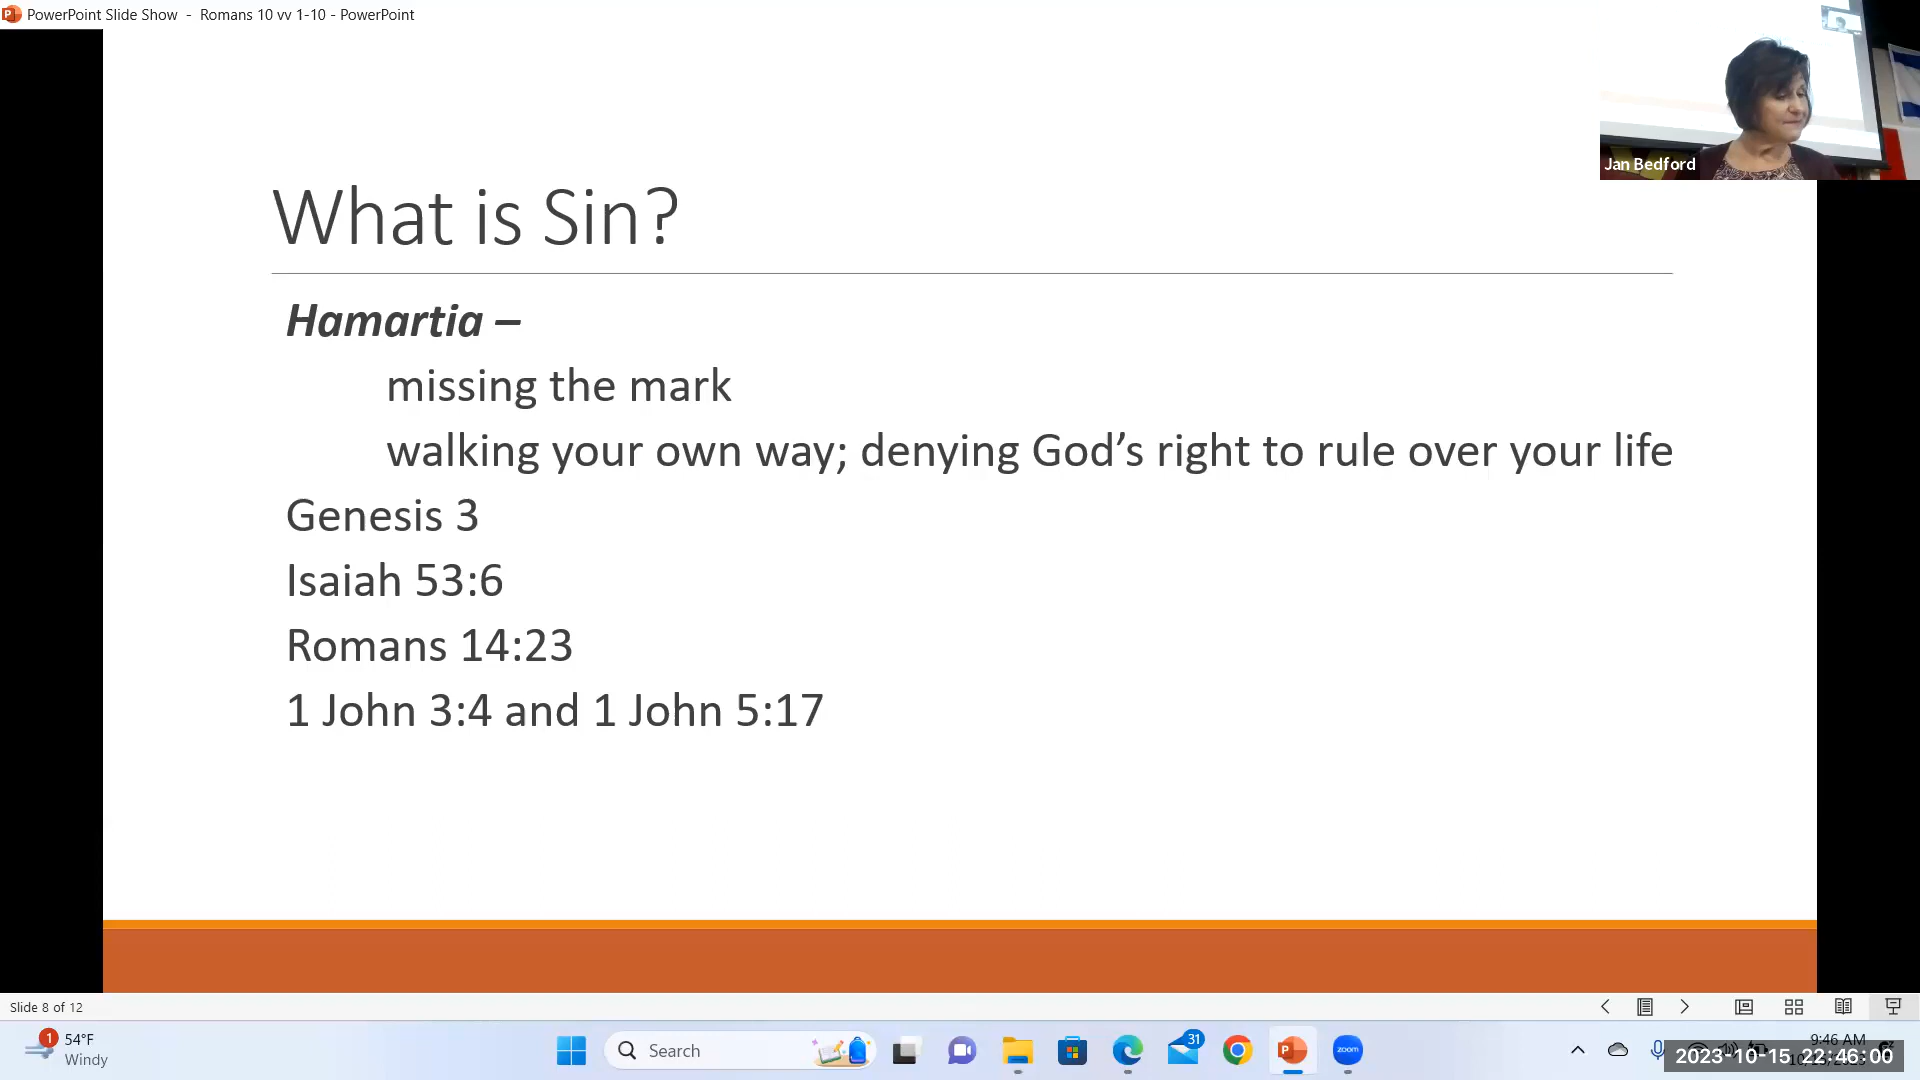 PowerPoint Slide Show - Romans 10 vv 1-10 - PowerPoint
Jan Bedford
What is Sin?
Hamartia –
missing the mark
walking your own way; denying God’s right to rule over your life
Genesis 3
Isaiah 53:6
Romans 14:23
1 John 3:4 and 1 John 5:17
Slide 8 of 12
1
54°F
Windy
Search
31
zoom
9:46 AM
2023-10-15 22:46:00